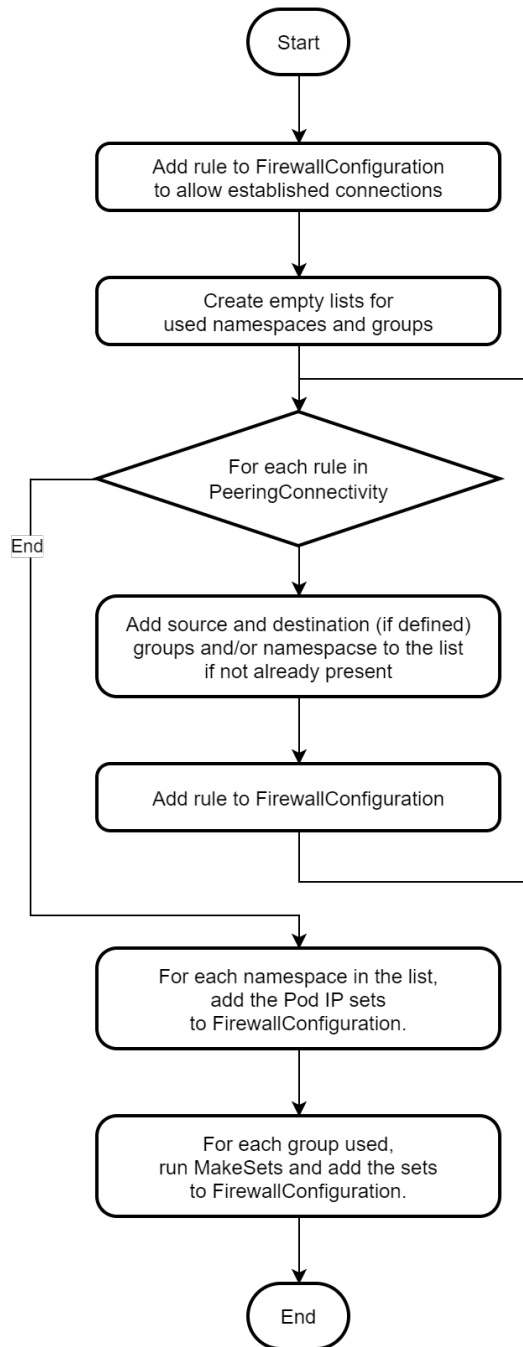 Start
Add rule to FirewallConfiguration
to allow established connections
Create empty lists for
used namespaces and groups
For each rule in
PeeringConnectivity
End
Add source and destination (if defined)
groups and/or namespacse to the list
if not already present
Add rule to FirewallConfiguration
For each namespace in the list,
add the Pod IP sets
to FirewallConfiguration.
For each group used,
run MakeSets and add the sets
to FirewallConfiguration.
End